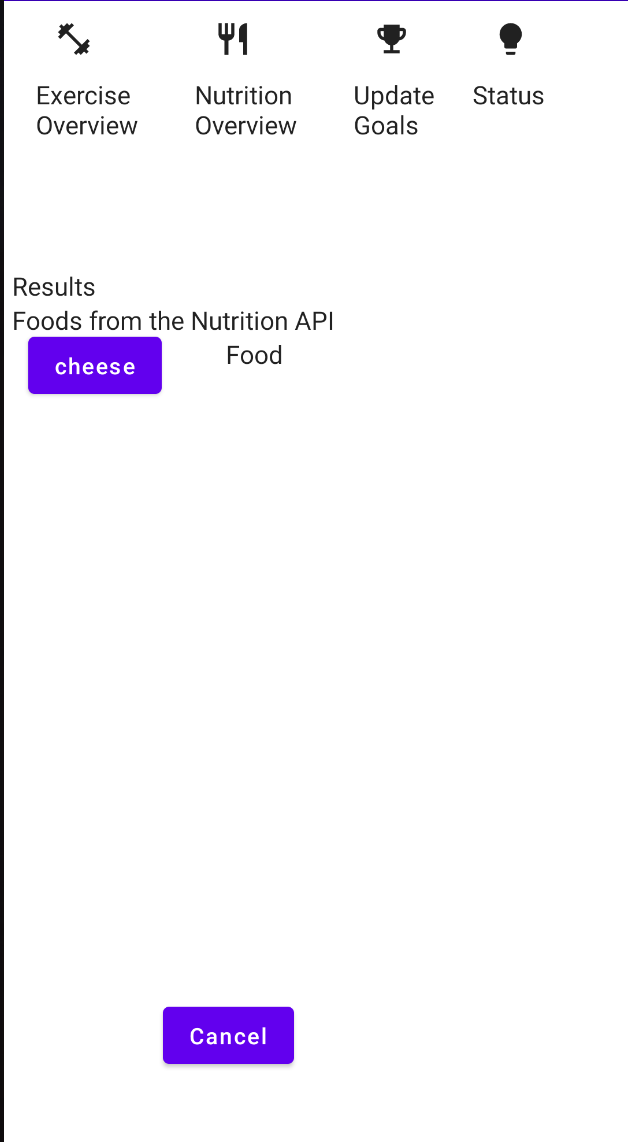 Exercise Overview
Nutrition Overview
Update Goals
Status
Results
Foods from the Nutrition API
cheese
Food
Cancel